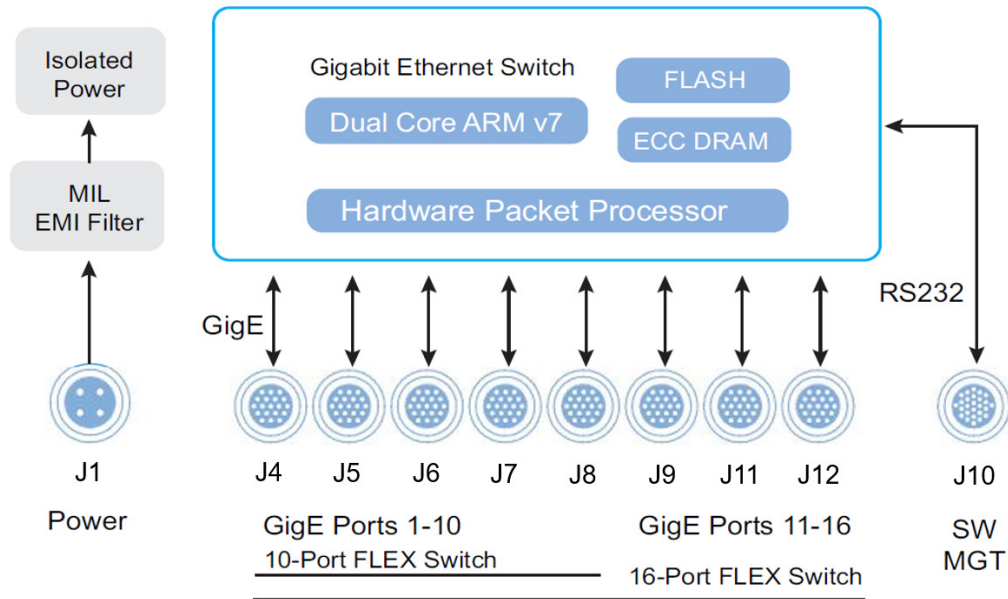 Isolated
Power
MIL
EMI Filter
Gigabit Ethernet Switch
FLASH
Dual Core ARM v7
ECC DRAM
Hardware Packet Processor
GigE
RS232
J1
J4
J5
J6
J7
J8
J9
J11
J12
J10
Power
GigE Ports 1-10
GigE Ports 11-16
SW
MGT
10-Port FLEX Switch
16-Port FLEX Switch